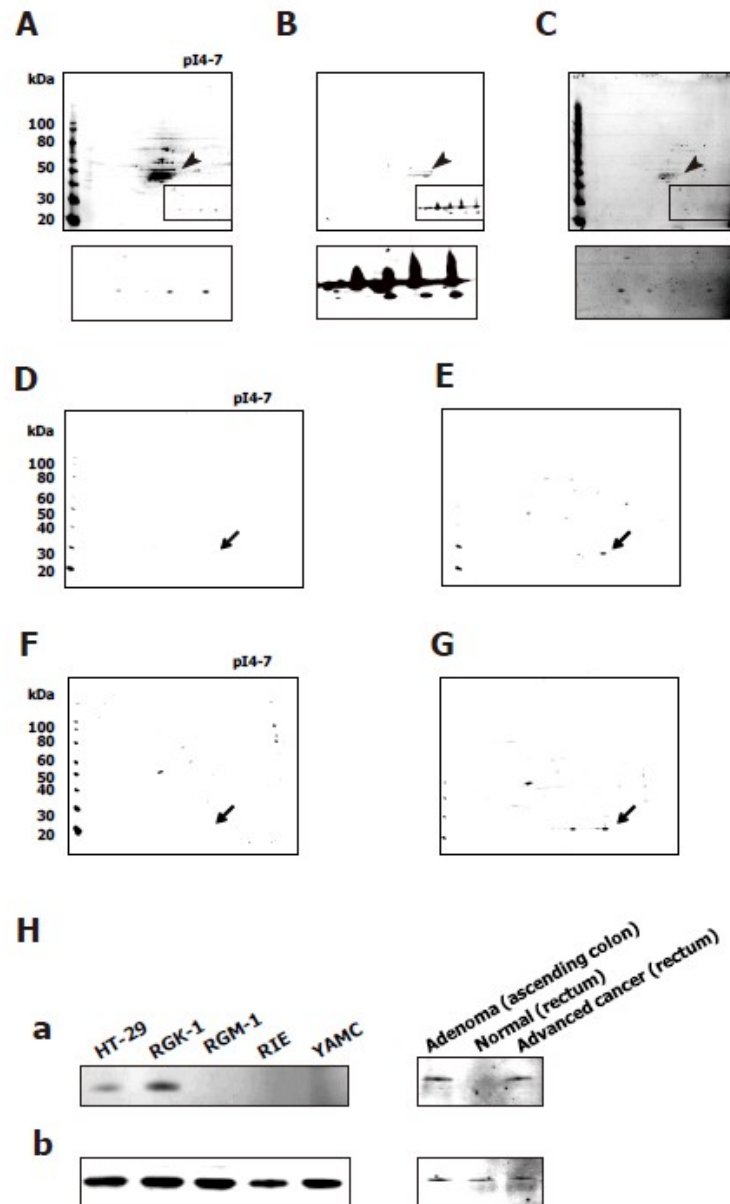 A
B
C
pI4-7
kDa
100
80
50
30
20
D
E
pI4-7
kDa
100
80
60
50
40
30
20
F
G
pI4-7
kDa
100
80
60
50
40
30
20
H
a
HT-29
RGK-1
RGM-1
RIE
YAMC
Adenoma (ascending colon)
Normal (rectum)
Advanced cancer (rectum)
b